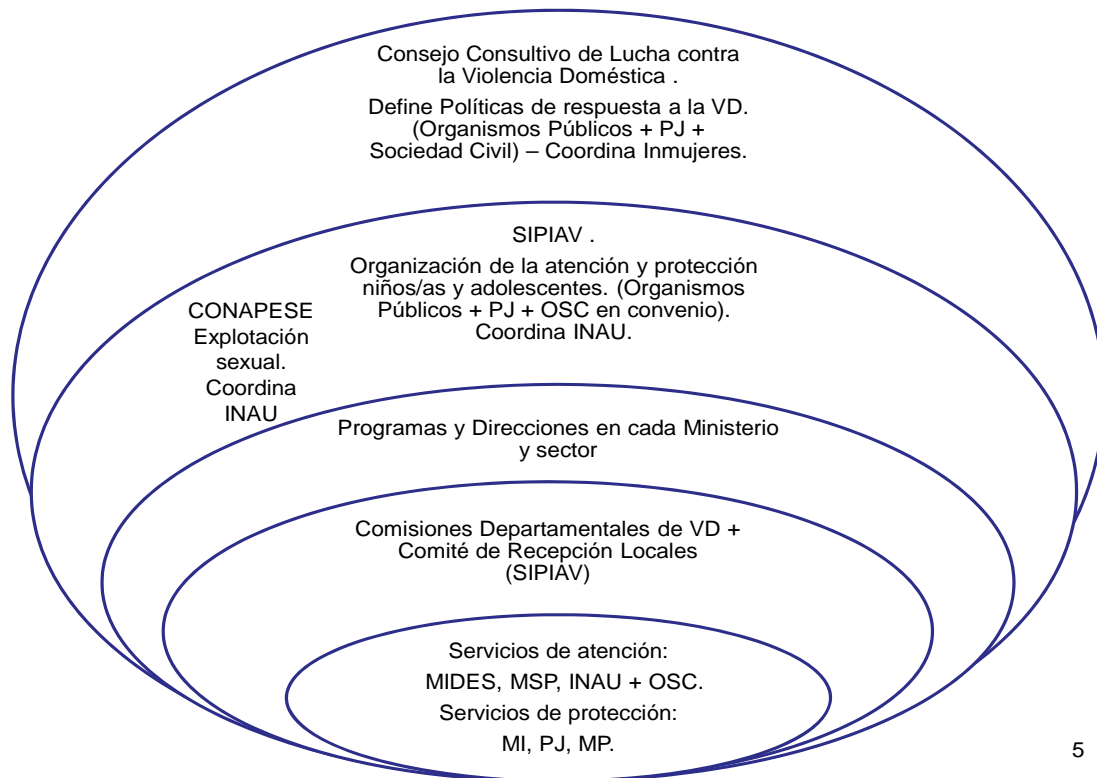 Consejo Consultivo de Lucha contra
la Violencia Doméstica .
Define Políticas de respuesta a la VD.
(Organismos Públicos + PJ +
Sociedad Civil) – Coordina Inmujeres.
SIPIAV .
Organización de la atención y protección
niños/as y adolescentes. (Organismos
Públicos + PJ + OSC en convenio).
Coordina INAU.
CONAPESE
Explotación
sexual.
Coordina
INAU
Programas y Direcciones en cada Ministerio
y sector
Comisiones Departamentales de VD +
Comité de Recepción Locales
(SIPIAV)
Servicios de atención:
MIDES, MSP, INAU + OSC.
Servicios de protección:
MI, PJ, MP.
5